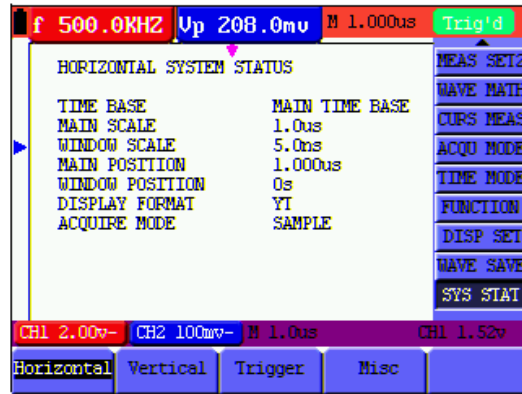 f 500.0KHZ Vp 208.0mv M 1.000us Trig'd
HORIZONTAL SYSTEM STATUS
TIME BASE MAIN TIME BASE
MAIN SCALE 1.0us
WINDOW SCALE 5.0ns
MAIN POSITION 1.000us
WINDOW POSITION 0s
DISPLAY FORMAT YT
ACQUIRE MODE SAMPLE
MEAS SET2
WAVE MATH
CURS MEAS
ACQU MODE
TIME MODE
FUNCTION
DISP SET
WAVE SAVE
SYS STAT
CH1 2.00v- CH2 100mv- M 1.0us CH1 1.52v
Horizontal Vertical Trigger Misc